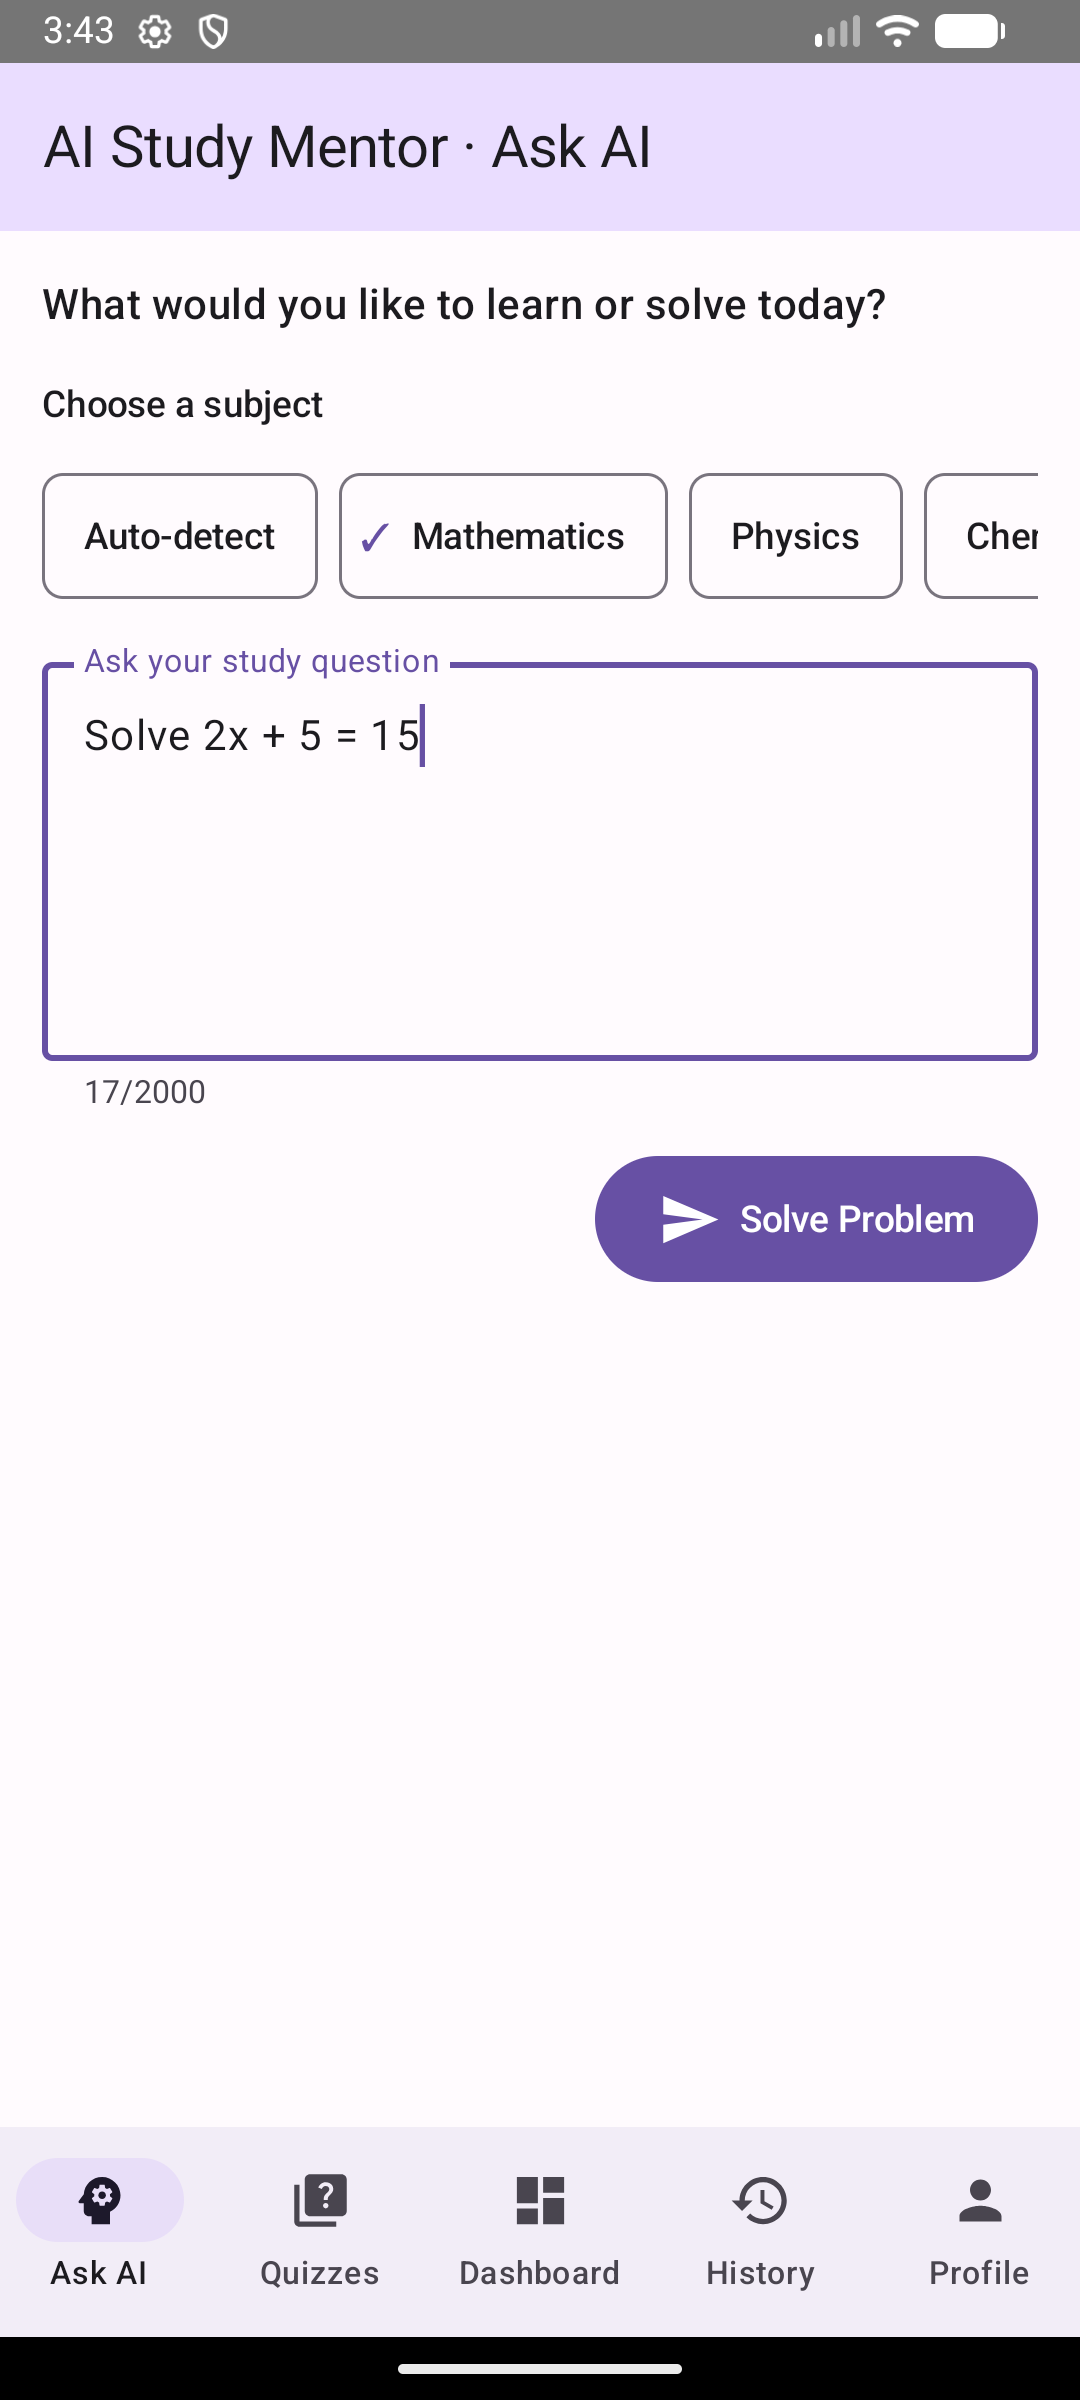 3:43
AI Study Mentor · Ask AI
What would you like to learn or solve today?
Choose a subject
Auto-detect ✓ Mathematics Physics
Ask your study question
Solve 2x + 5 = 15
17/2000
Solve Problem
Ask AI Quizzes Dashboard History Profile